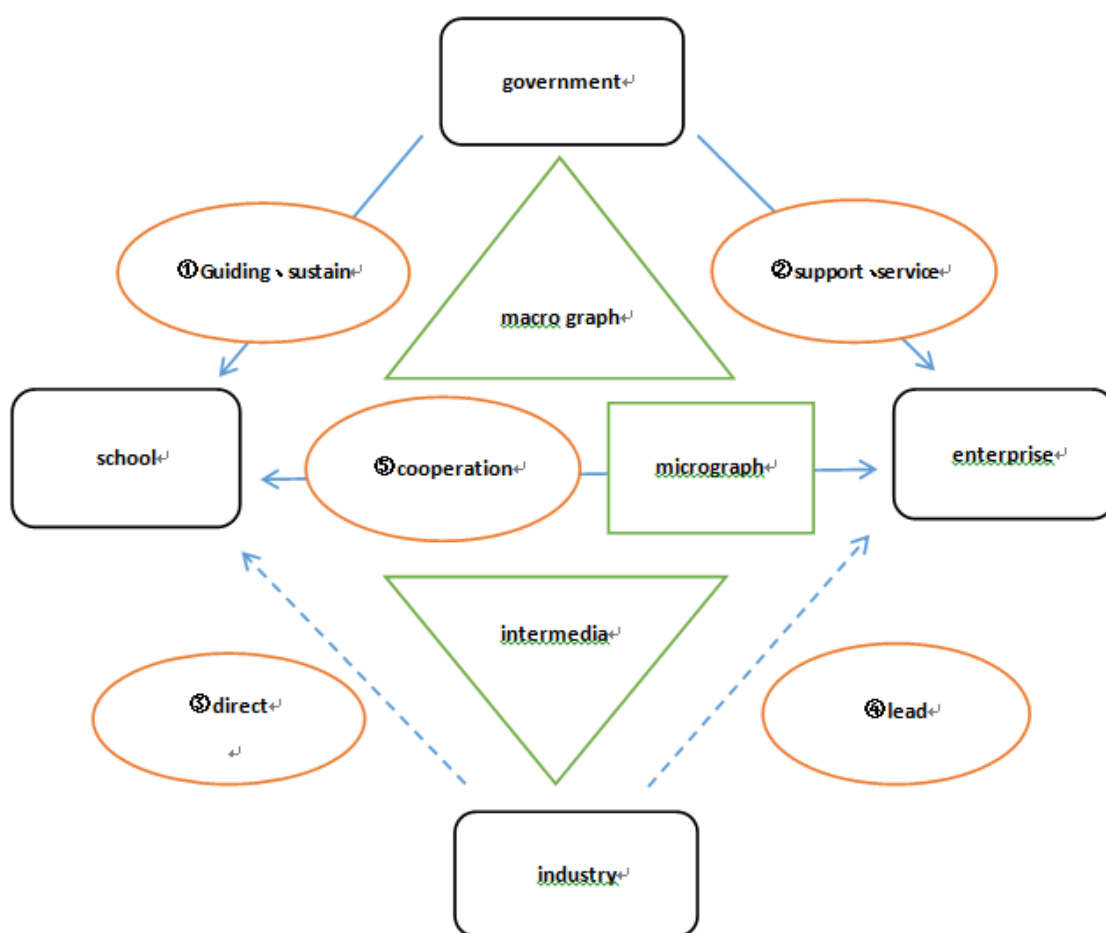 government↵
①Guiding、sustain↵
②support、service↵
macro graph↵
school↵
⑤cooperation↵
micrograph↵
enterprise↵
intermedia↵
③direct↵
↵
④lead↵
industry↵